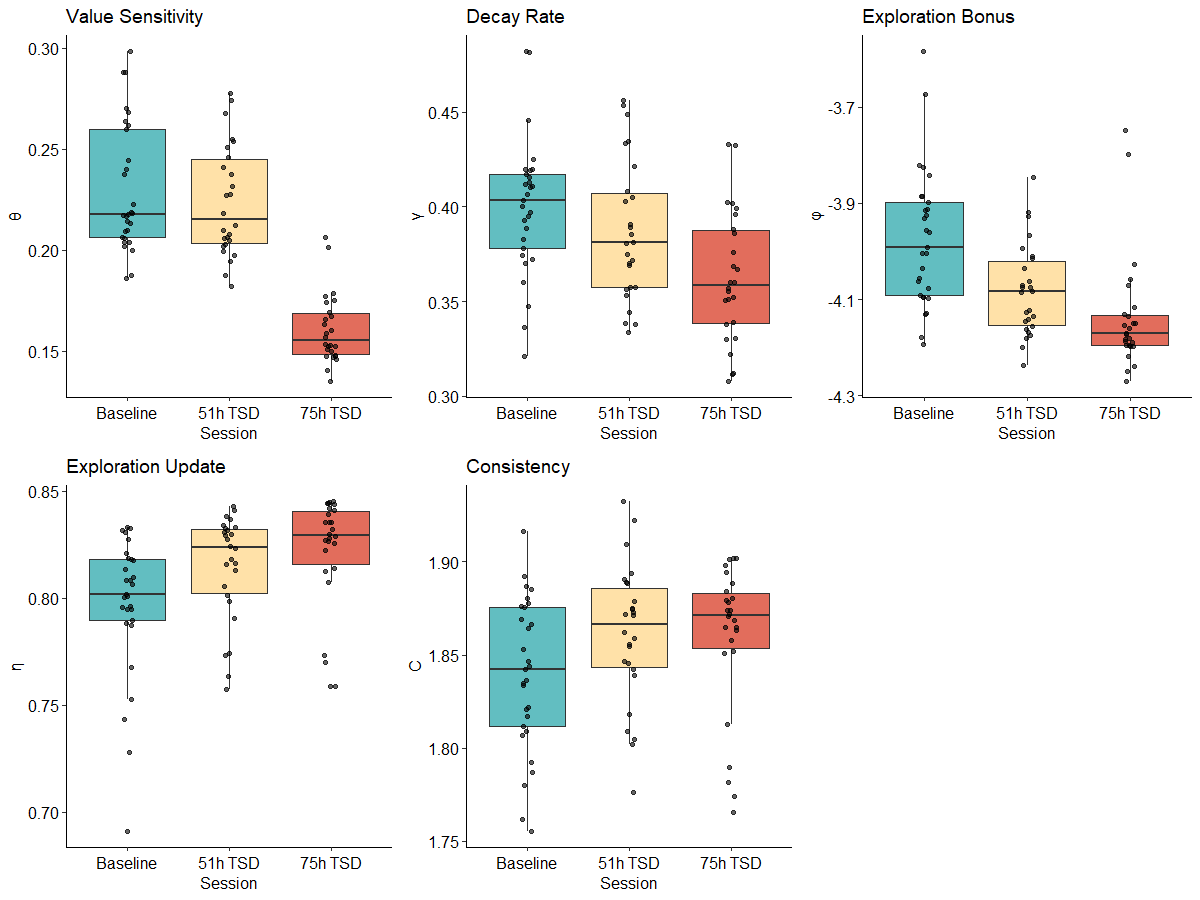 Value Sensitivity
0.30
0.25
0.20
0.15
θ
Baseline 51h TSD 75h TSD
Session
Decay Rate
0.45
0.40
0.35
0.30
γ
Baseline 51h TSD 75h TSD
Session
Exploration Bonus
-3.7
-3.9
-4.1
-4.3
φ
Baseline 51h TSD 75h TSD
Session
Exploration Update
0.85
0.80
0.75
0.70
η
Baseline 51h TSD 75h TSD
Session
Consistency
1.90
1.85
1.80
1.75
C
Baseline 51h TSD 75h TSD
Session